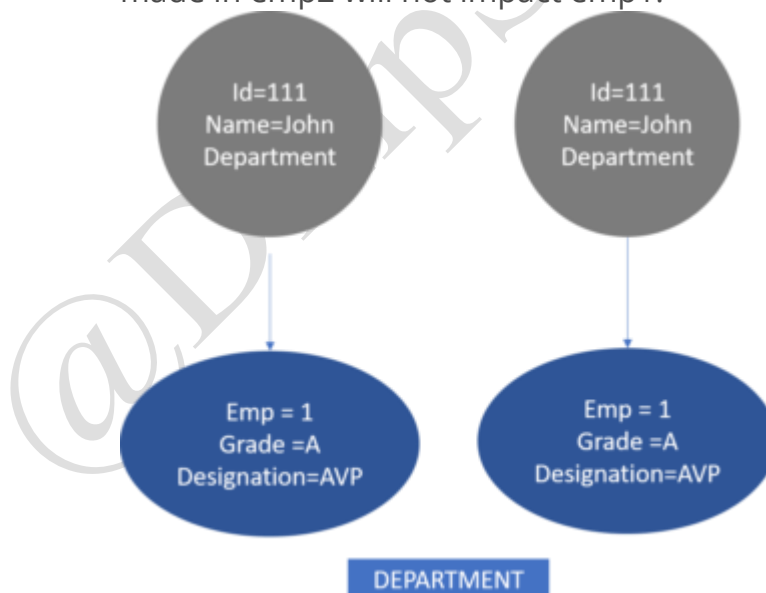 made in emp2 will not impact emp1.
Id=111
Name=John
Department
Id=111
Name=John
Department
Emp = 1
Grade =A
Designation=AVP
Emp = 1
Grade =A
Designation=AVP
DEPARTMENT